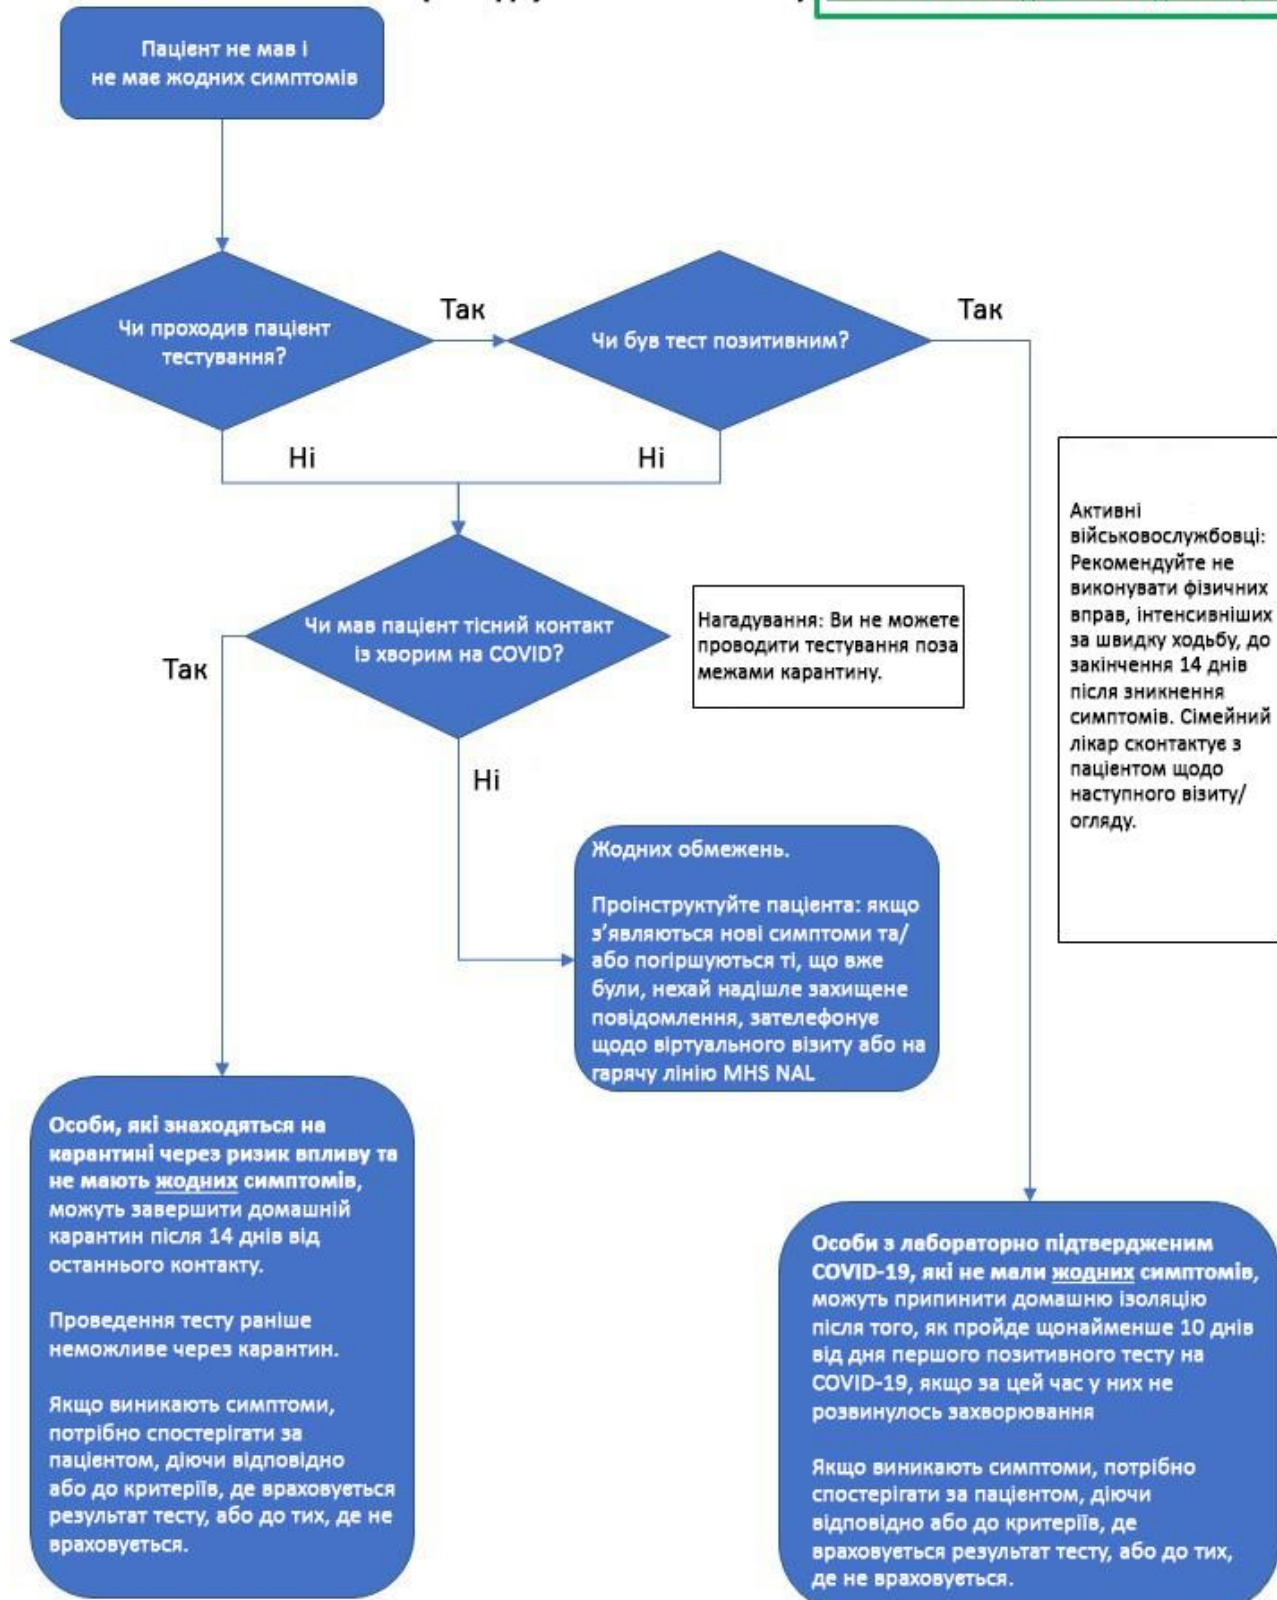 Пацієнт не мав і
не має жодних симптомів
Чи проходив пацієнт
тестування?
Так
Чи був тест позитивним?
Так
Ні
Ні
Чи мав пацієнт тісний контакт
із хворим на COVID?
Так
Ні
Нагадування: Ви не можете
проводити тестування поза
межами карантину.
Активні
військовослужбовці:
Рекомендуйте не
виконувати фізичних
вправ, інтенсивніших
за швидку ходьбу, до
закінчення 14 днів
після зникнення
симптомів. Сімейний
лікар сконтактує з
пацієнтом щодо
наступного візиту/
огляду.
Жодних обмежень.
Проінструктуйте пацієнта: якщо
з’являються нові симптоми та/
або погіршуються ті, що вже
були, нехай надішле захищене
повідомлення, зателефонує
щодо віртуального візиту або на
гарячу лінію MHS NAL
Особи, які знаходяться на
карантині через ризик впливу та
не мають жодних симптомів,
можуть завершити домашній
карантин після 14 днів від
останнього контакту.
Проведення тесту раніше
неможливе через карантин.
Якщо виникають симптоми,
потрібно спостерігати за
пацієнтом, діючи відповідно
або до критеріїв, де враховується
результат тесту, або до тих, де не
враховується.
Особи з лабораторно підтвердженим
COVID-19, які не мали жодних симптомів,
можуть припинити домашню ізоляцію
після того, як пройде щонайменше 10 днів
від дня першого позитивного тесту на
COVID-19, якщо за цей час у них не
розвинулось захворювання
Якщо виникають симптоми, потрібно
спостерігати за пацієнтом, діючи
відповідно або до критеріїв, де
враховується результат тесту, або до тих,
де не враховується.